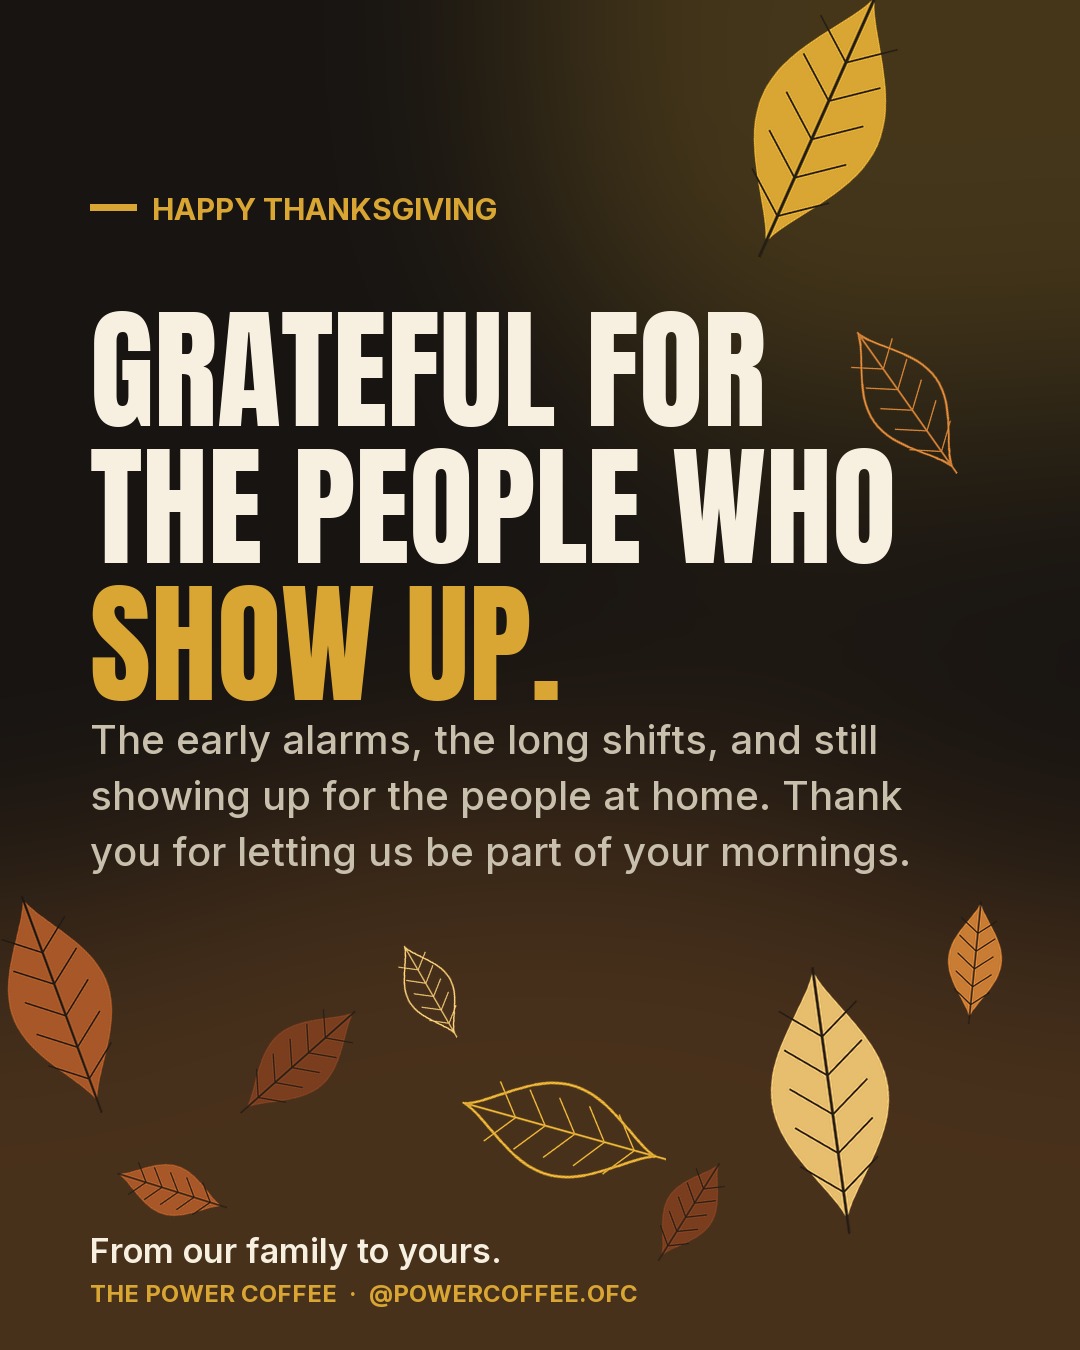 HAPPY THANKSGIVING
GRATEFUL FOR
THE PEOPLE WHO
SHOW UP.
The early alarms, the long shifts, and still
showing up for the people at home. Thank
you for letting us be part of your mornings.
From our family to yours.
THE POWER COFFEE · @POWERCOFFEE.OFC